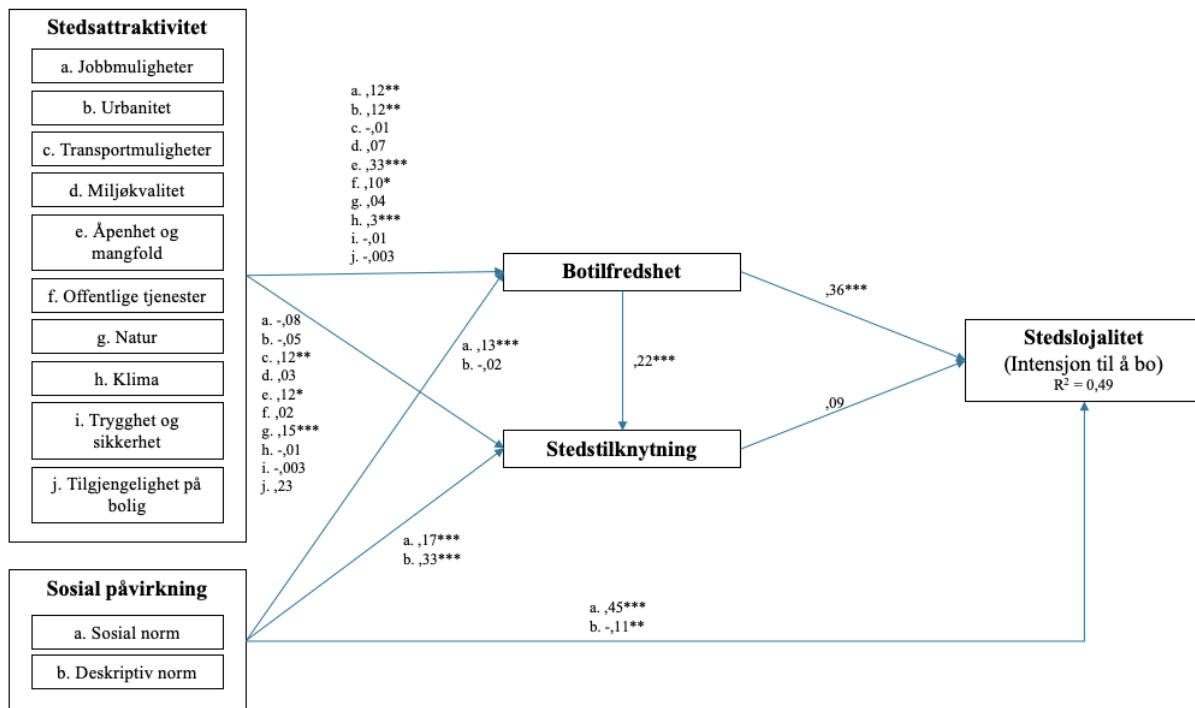 Stedsattraktivitet
a. Jobbmuligheter
b. Urbanitet
c. Transportmuligheter
d. Miljøkvalitet
e. Åpenhet og
mangfold
f. Offentlige tjenester
g. Natur
h. Klima
i. Trygghet og
sikkerhet
j. Tilgjengelighet på
bolig
Sosial påvirkning
a. Sosial norm
b. Deskriptiv norm
a. ,12**
b. ,12**
c. -,01
d. ,07
e. ,33***
f. ,10*
g. ,04
h. ,3***
i. -,01
j. -,003
a. -,08
b. -,05
c. ,12**
d. ,03
e. ,12*
f. ,02
g. ,15***
h. -,01
i. -,003
j. ,23
a. ,13***
b. -,02
a. ,17***
b. ,33***
Botilfredshet
,22***
Stedstilknytning
,36***
,09
a. ,45***
b. -,11**
Stedslojalitet
(Intensjon til å bo)
R² = 0,49